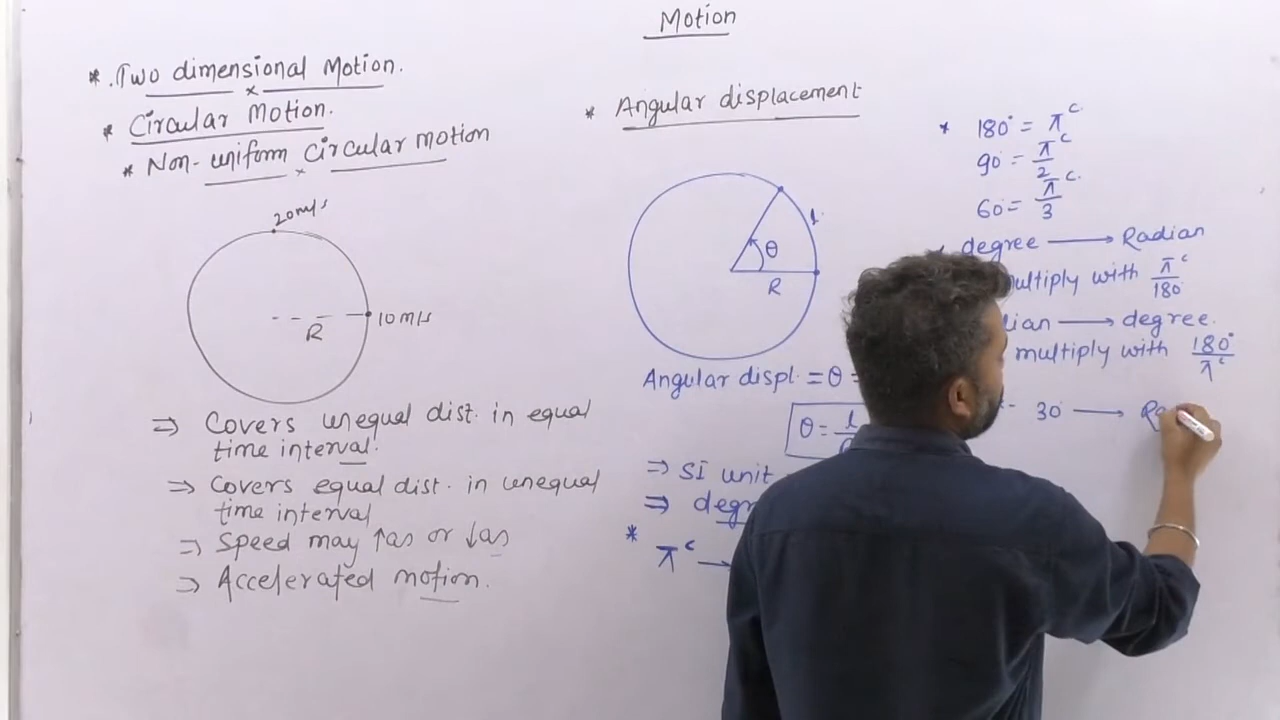 Motion
* Two dimensional Motion.
* Circular Motion.
* Non-uniform circular motion
20m/s
10m/s
R
⇒ Covers unequal dist. in equal
time interval.
⇒ Covers equal dist. in unequal
time interval
⇒ Speed may ↑as or ↓as
⇒ Accelerated motion.
* Angular displacement
l
θ
R
Angular displ. = θ =
θ = l
⇒ SI unit
⇒ degr
* π^c →
* 180° = π^c
90° = π^c/2
60° = π^c/3
degree → Radian
ultiply with π^c/180°
ian → degree.
multiply with 180°/π^c
30° → Ra